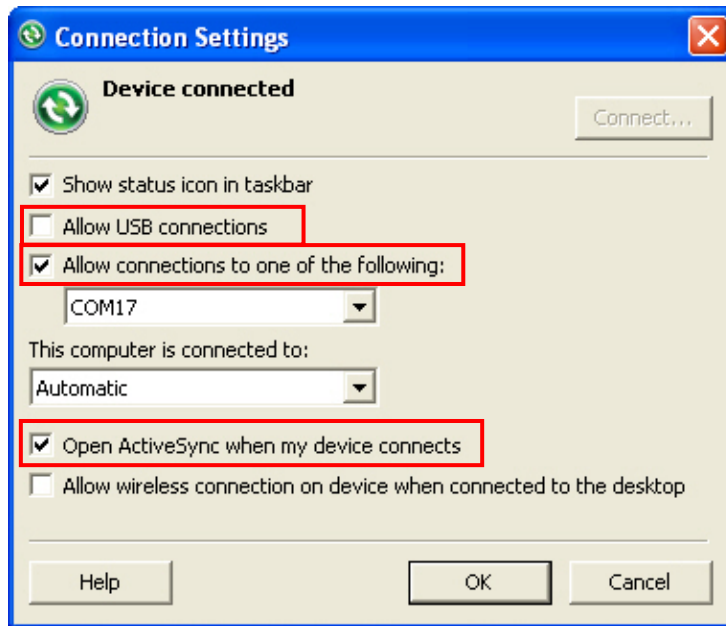 Connection Settings
Device connected
Connect...
Show status icon in taskbar
Allow USB connections
Allow connections to one of the following:
COM17
This computer is connected to:
Automatic
Open ActiveSync when my device connects
Allow wireless connection on device when connected to the desktop
Help OK Cancel